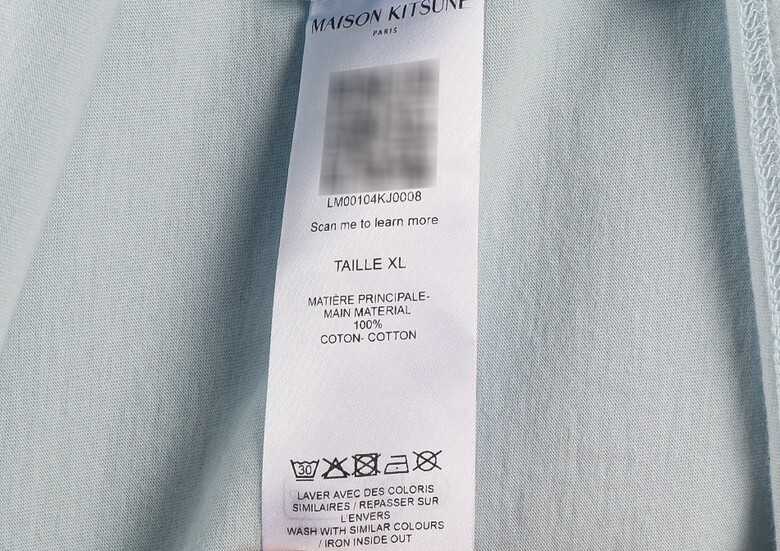 MAISON KITSUNÉ
PARIS
LM00104KJ0008
Scan me to learn more
TAILLE XL
MATIÈRE PRINCIPALE-
MAIN MATERIAL
100%
COTON- COTTON
30
LAVER AVEC DES COLORIS
SIMILAIRES / REPASSER SUR
L'ENVERS
WASH WITH SIMILAR COLOURS
/ IRON INSIDE OUT